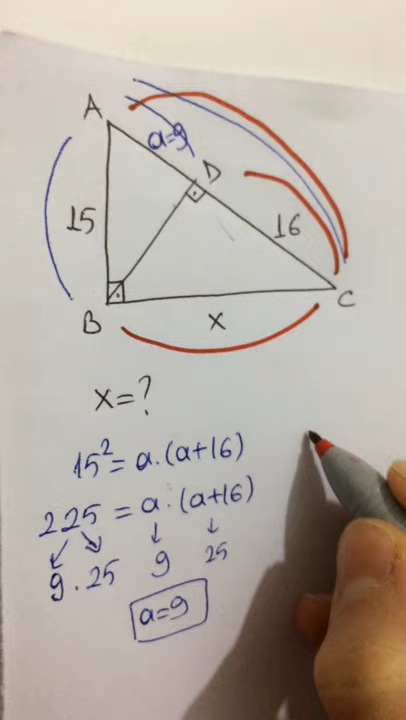 A
a=9
D
15
16
B
x
C
x=?
15²=a.(a+16)
225=a.(a+16)
9.25 9 25
a=9